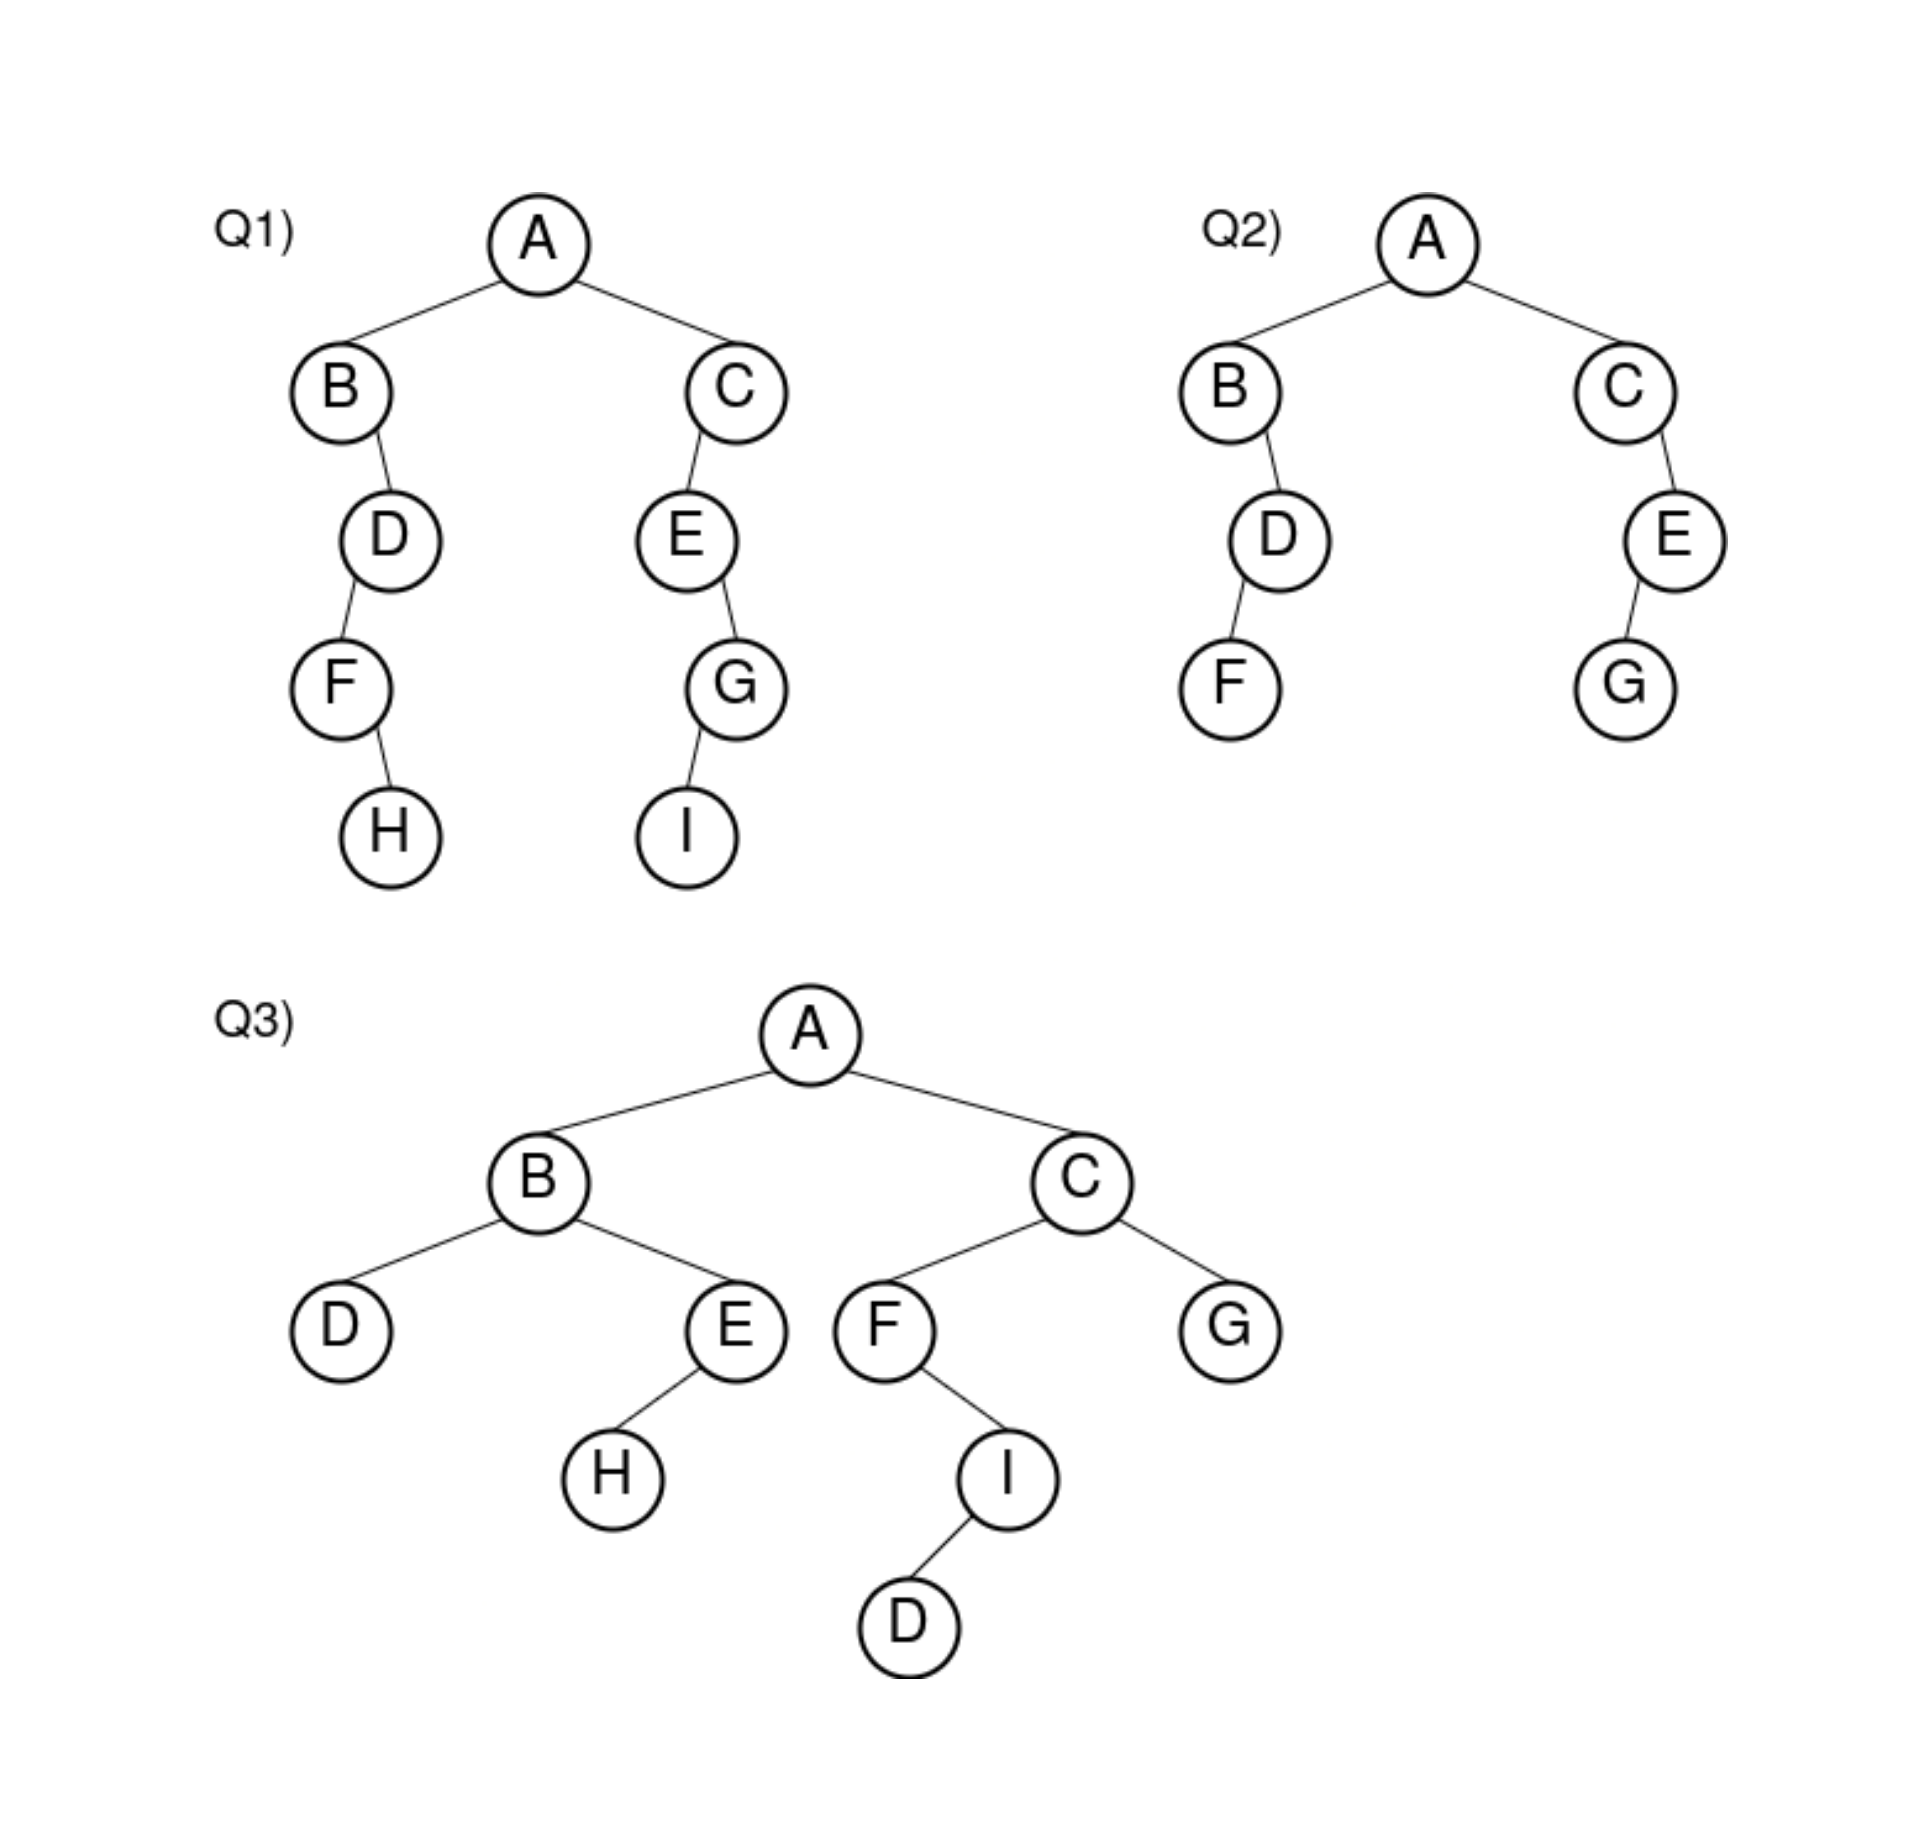 Q1) A Q2) A
B C B C
D E D E
F G F G
H I
Q3) A
B C
D E F G
H I
D